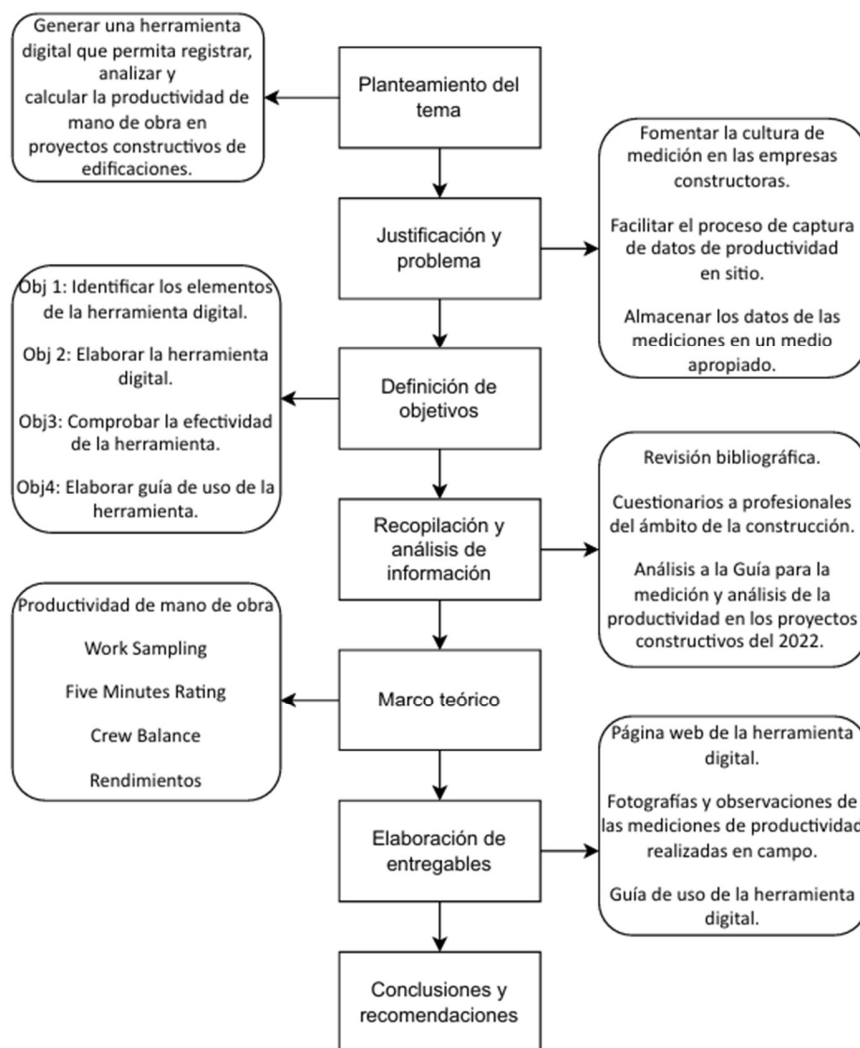 Generar una herramienta
digital que permita registrar,
analizar y
calcular la productividad de
mano de obra en
proyectos constructivos de
edificaciones.
Planteamiento del
tema
Fomentar la cultura de
medición en las empresas
constructoras.
Facilitar el proceso de captura
de datos de productividad
en sitio.
Almacenar los datos de las
mediciones en un medio
apropiado.
Justificación y
problema
Obj 1: Identificar los elementos
de la herramienta digital.
Obj 2: Elaborar la herramienta
digital.
Obj3: Comprobar la efectividad
de la herramienta.
Obj4: Elaborar guía de uso de la
herramienta.
Definición de
objetivos
Revisión bibliográfica.
Cuestionarios a profesionales
del ámbito de la construcción.
Análisis a la Guía para la
medición y análisis de la
productividad en los proyectos
constructivos del 2022.
Recopilación y
análisis de
información
Productividad de mano de obra
Work Sampling
Five Minutes Rating
Crew Balance
Rendimientos
Marco teórico
Página web de la herramienta
digital.
Fotografías y observaciones de
las mediciones de productividad
realizadas en campo.
Guía de uso de la herramienta
digital.
Elaboración de
entregables
Conclusiones y
recomendaciones